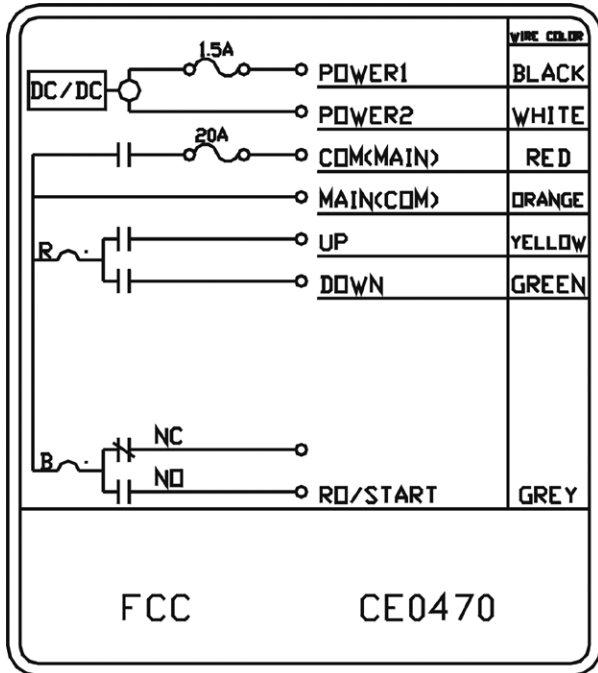 WIRE COLOR
1.5A
DC/DC POWER1 BLACK
POWER2 WHITE
20A
COM(MAIN) RED
MAIN(COM) ORANGE
R UP YELLOW
DOWN GREEN
NC
B
NO RO/START GREY
FCC CE0470